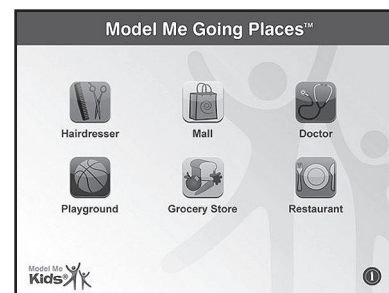 Model Me Going Places™
Hairdresser Mall Doctor
Playground Grocery Store Restaurant
Model Me
Kids®